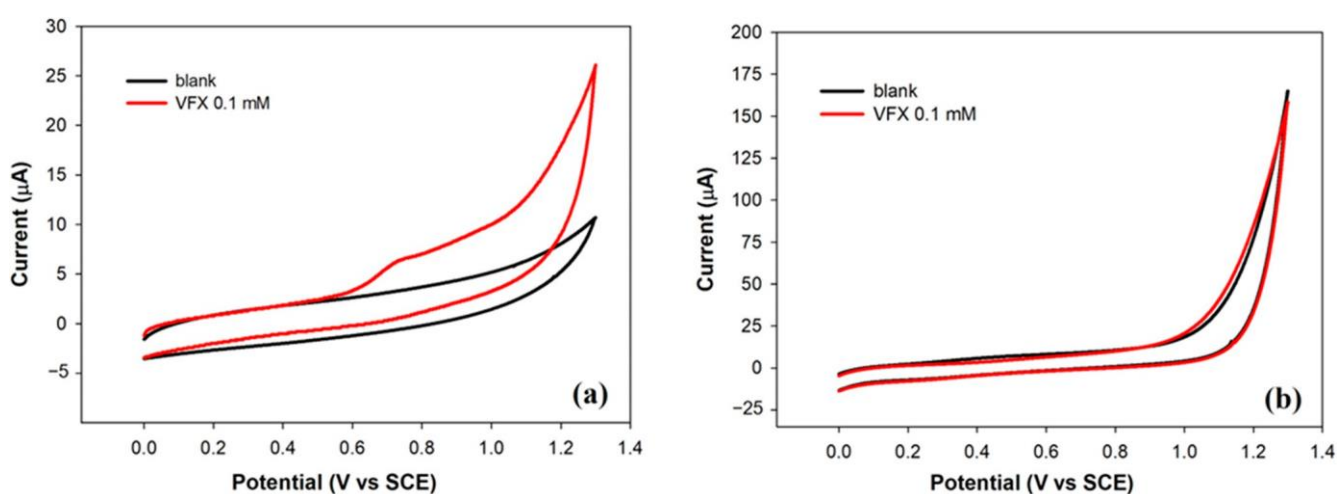 30
25
20
15
10
5
0
−5
Current (μA)
blank
VFX 0.1 mM
(a)
0.0 0.2 0.4 0.6 0.8 1.0 1.2 1.4
Potential (V vs SCE)
200
175
150
125
100
75
50
25
0
−25
Current (μA)
blank
VFX 0.1 mM
(b)
0.0 0.2 0.4 0.6 0.8 1.0 1.2 1.4
Potential (V vs SCE)